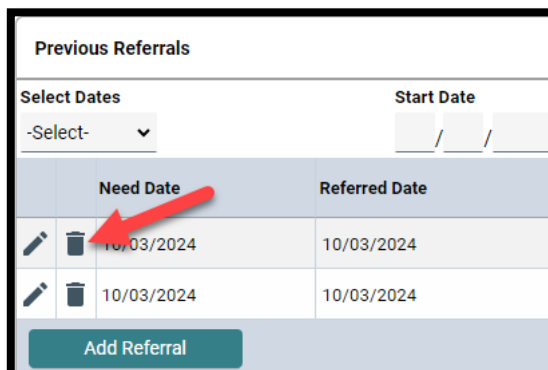 Previous Referrals
Select Dates Start Date
-Select- / /
Need Date Referred Date
10/03/2024 10/03/2024
10/03/2024 10/03/2024
Add Referral